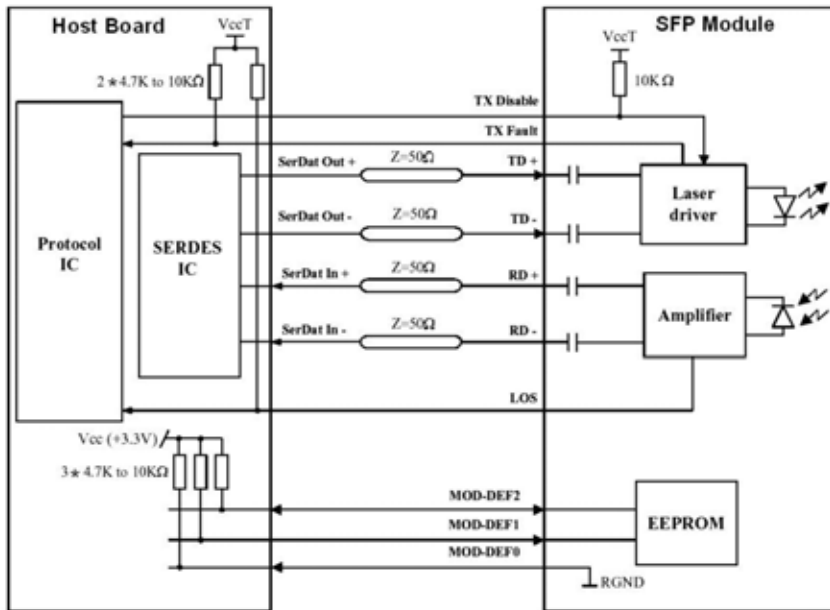 Host Board
SFP Module
VccT
VccT
2★4.7K to 10KΩ
10K Ω
TX Disable
TX Fault
SerDat Out +
Z=50Ω
TD +
Laser
driver
SerDat Out -
Z=50Ω
TD -
Protocol
IC
SERDES
IC
SerDat In +
Z=50Ω
RD +
Amplifier
SerDat In -
Z=50Ω
RD -
LOS
Vcc (+3.3V)
3★4.7K to 10KΩ
MOD-DEF2
EEPROM
MOD-DEF1
MOD-DEF0
RGND